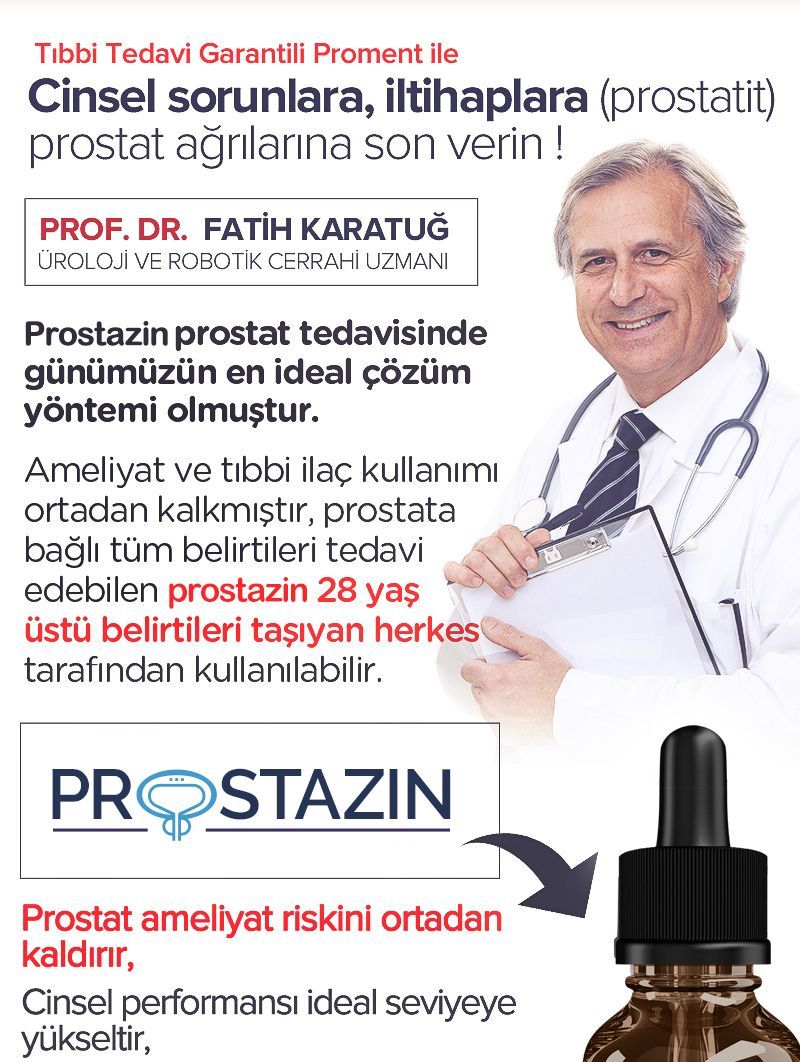 Tıbbi Tedavi Garantili Proment ile
Cinsel sorunlara, iltihaplara (prostatit)
prostat ağrılarına son verin !
PROF. DR. FATİH KARATUĞ
ÜROLOJİ VE ROBOTİK CERRAHİ UZMANI
Prostazin prostat tedavisinde
günümüzün en ideal çözüm
yöntemi olmuştur.
Ameliyat ve tıbbi ilaç kullanımı
ortadan kalkmıştır, prostata
bağlı tüm belirtileri tedavi
edebilen prostazin 28 yaş
üstü belirtileri taşıyan herkes
tarafından kullanılabilir.
PROSTAZIN
Prostat ameliyat riskini ortadan
kaldırır,
Cinsel performansı ideal seviyeye
yükseltir,